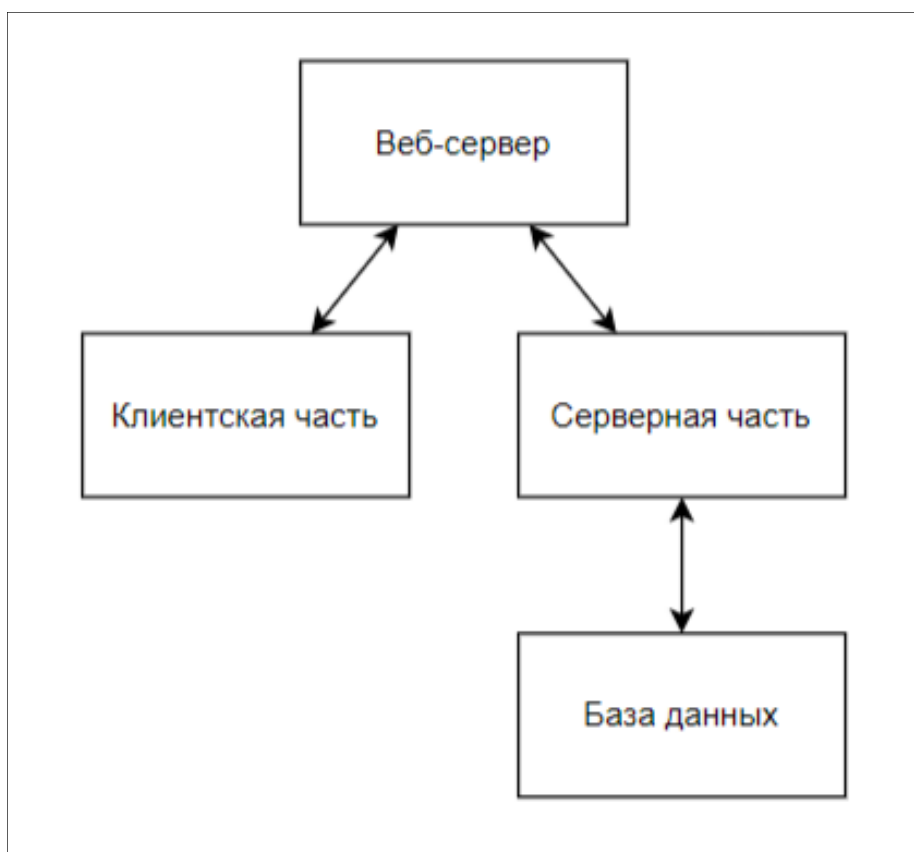 Веб-сервер
Клиентская часть
Серверная часть
База данных